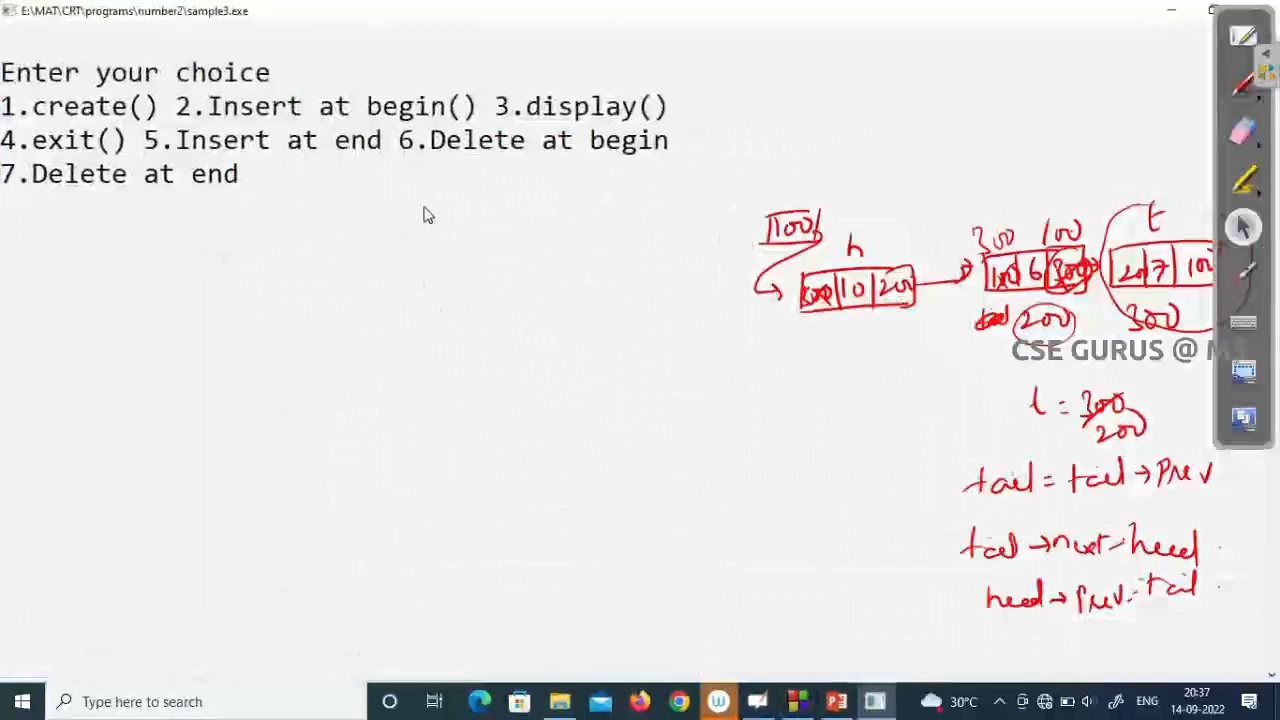 E:\MAT\CRT\programs\number2\sample3.exe
Enter your choice
1.create() 2.Insert at begin() 3.display()
4.exit() 5.Insert at end 6.Delete at begin
7.Delete at end
1100
h
300 100
t
10 200
100 6 300
20 7 100
200
300
CSE GURUS @ M
t = 300
200
tail = tail → prev
tail → next = head
head → prev = tail
Type here to search
30°C
ENG
20:37
14-09-2022